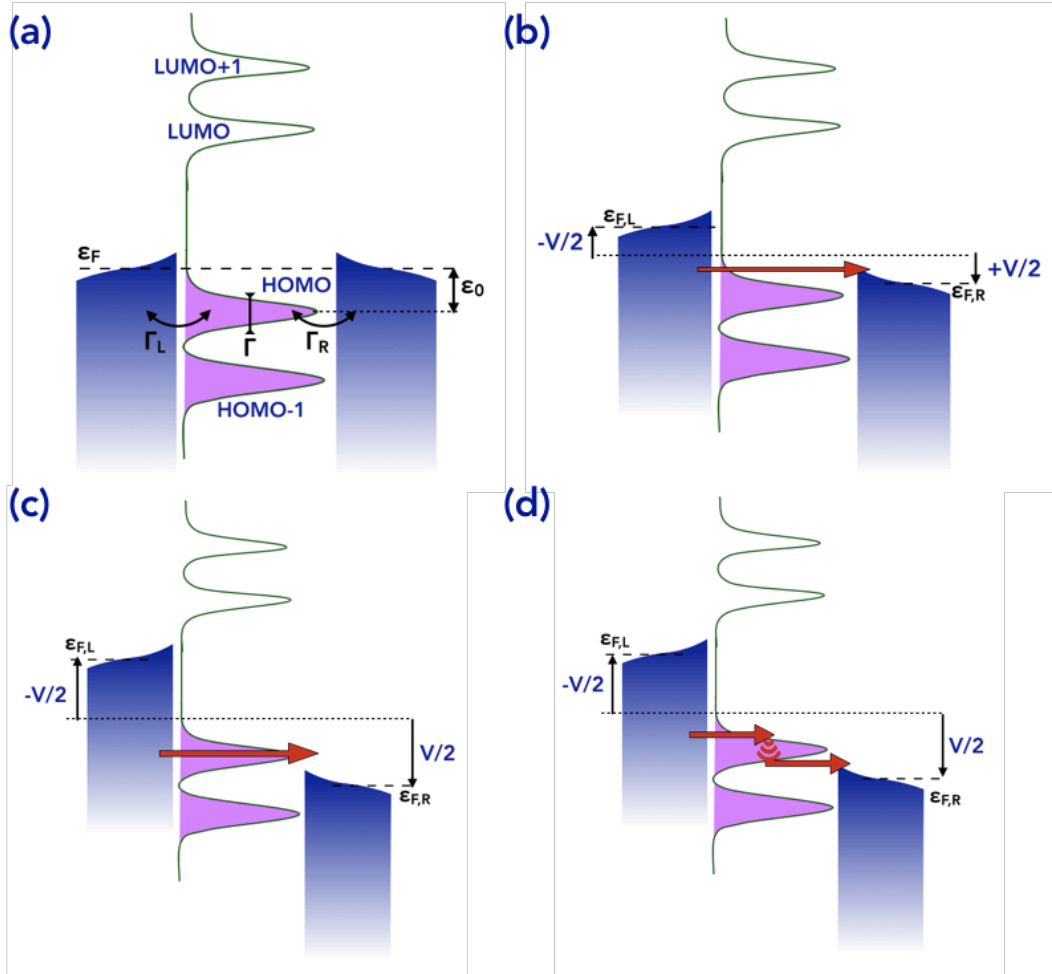 (a)
LUMO+1
LUMO
εF
HOMO
ε0
ΓL
Γ
ΓR
HOMO-1
(b)
εF,L
-V/2
+V/2
εF,R
(c)
εF,L
-V/2
V/2
εF,R
(d)
εF,L
-V/2
V/2
εF,R